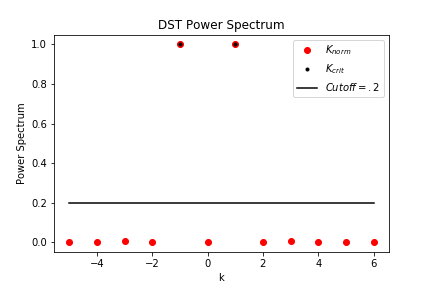 DST Power Spectrum
K_norm
K_crit
Cutoff = .2
Power Spectrum
1.0
0.8
0.6
0.4
0.2
0.0
−4 −2 0 2 4 6
k